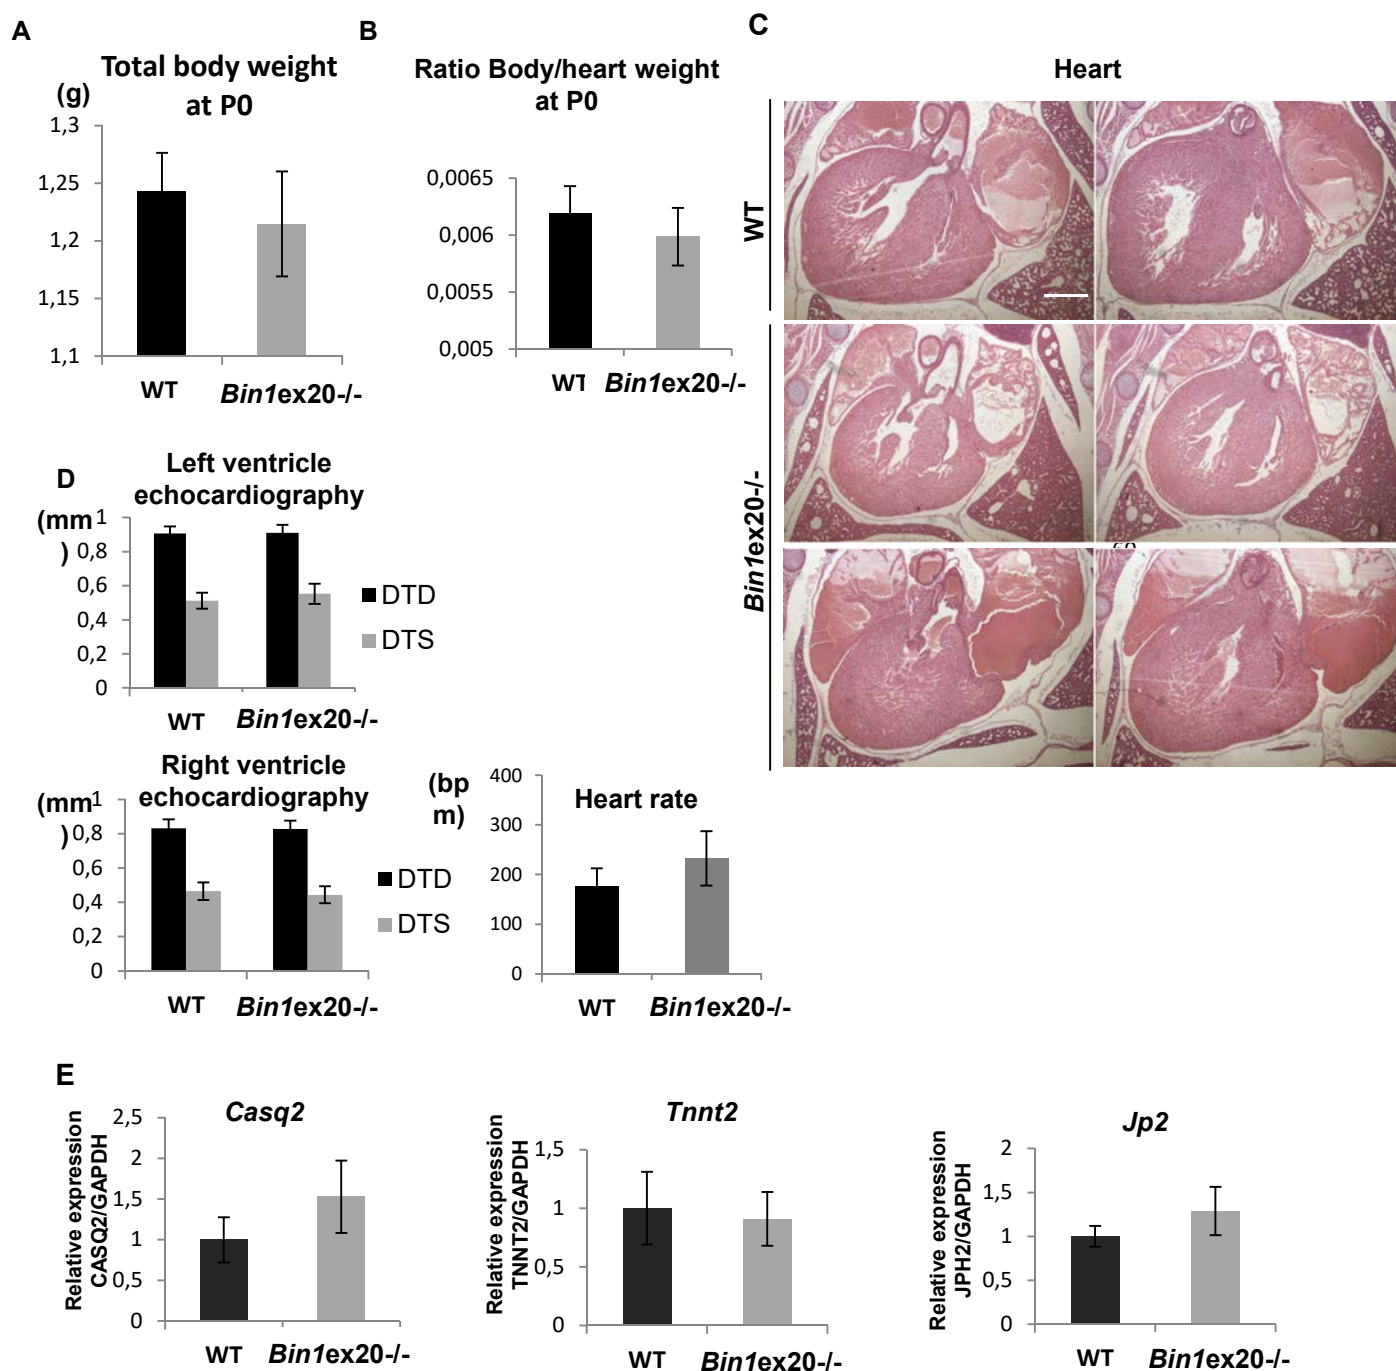 A
Total body weight
at P0
(g)
1,3
1,25
1,2
1,15
1,1
WT
Bin1ex20-/-
B
Ratio Body/heart weight
at P0
0,0065
0,006
0,0055
0,005
WT
Bin1ex20-/-
C
Heart
WT
Bin1ex20-/-
D
Left ventricle
echocardiography
(mm
)
1
0,8
0,6
0,4
0,2
0
DTD
DTS
WT
Bin1ex20-/-
Right ventricle
echocardiography
(mm
)
1
0,8
0,6
0,4
0,2
0
DTD
DTS
WT
Bin1ex20-/-
(bp
m)
Heart rate
400
300
200
100
0
WT
Bin1ex20-/-
E
Casq2
Relative expression
CASQ2/GAPDH
2,5
2
1,5
1
0,5
0
WT
Bin1ex20-/-
Tnnt2
Relative expression
TNNT2/GAPDH
1,5
1
0,5
0
WT
Bin1ex20-/-
Jp2
Relative expression
JPH2/GAPDH
2
1,5
1
0,5
0
WT
Bin1ex20-/-